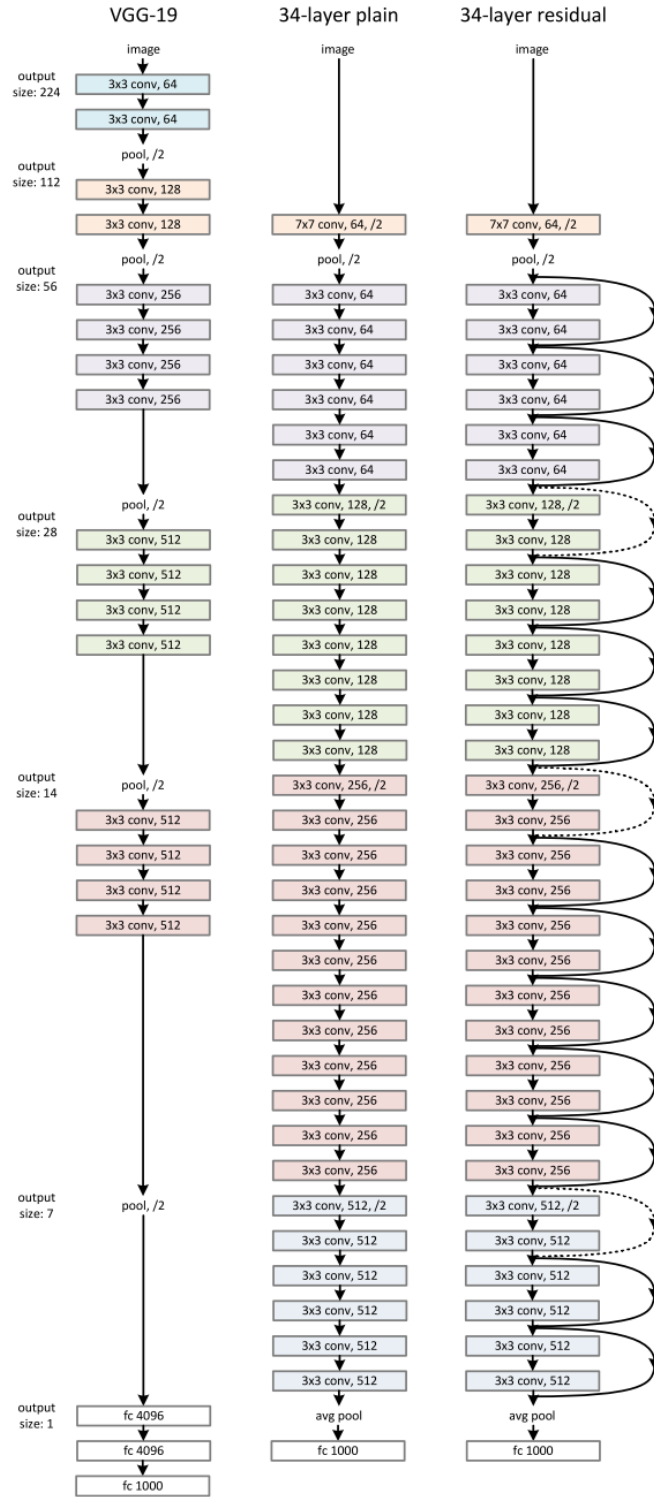 VGG-19
34-layer plain
34-layer residual
output
size: 224
image
3x3 conv, 64
3x3 conv, 64
pool, /2
output
size: 112
3x3 conv, 128
3x3 conv, 128
pool, /2
output
size: 56
3x3 conv, 256
3x3 conv, 256
3x3 conv, 256
3x3 conv, 256
pool, /2
output
size: 28
3x3 conv, 512
3x3 conv, 512
3x3 conv, 512
3x3 conv, 512
pool, /2
output
size: 14
3x3 conv, 512
3x3 conv, 512
3x3 conv, 512
3x3 conv, 512
output
size: 7
pool, /2
output
size: 1
fc 4096
fc 4096
fc 1000
image
7x7 conv, 64, /2
pool, /2
3x3 conv, 64
3x3 conv, 64
3x3 conv, 64
3x3 conv, 64
3x3 conv, 64
3x3 conv, 64
3x3 conv, 128, /2
3x3 conv, 128
3x3 conv, 128
3x3 conv, 128
3x3 conv, 128
3x3 conv, 128
3x3 conv, 128
3x3 conv, 128
3x3 conv, 256, /2
3x3 conv, 256
3x3 conv, 256
3x3 conv, 256
3x3 conv, 256
3x3 conv, 256
3x3 conv, 256
3x3 conv, 256
3x3 conv, 256
3x3 conv, 256
3x3 conv, 256
3x3 conv, 256
3x3 conv, 512, /2
3x3 conv, 512
3x3 conv, 512
3x3 conv, 512
3x3 conv, 512
3x3 conv, 512
avg pool
fc 1000
image
7x7 conv, 64, /2
pool, /2
3x3 conv, 64
3x3 conv, 64
3x3 conv, 64
3x3 conv, 64
3x3 conv, 64
3x3 conv, 64
3x3 conv, 128, /2
3x3 conv, 128
3x3 conv, 128
3x3 conv, 128
3x3 conv, 128
3x3 conv, 128
3x3 conv, 128
3x3 conv, 128
3x3 conv, 256, /2
3x3 conv, 256
3x3 conv, 256
3x3 conv, 256
3x3 conv, 256
3x3 conv, 256
3x3 conv, 256
3x3 conv, 256
3x3 conv, 256
3x3 conv, 256
3x3 conv, 256
3x3 conv, 256
3x3 conv, 512, /2
3x3 conv, 512
3x3 conv, 512
3x3 conv, 512
3x3 conv, 512
3x3 conv, 512
avg pool
fc 1000